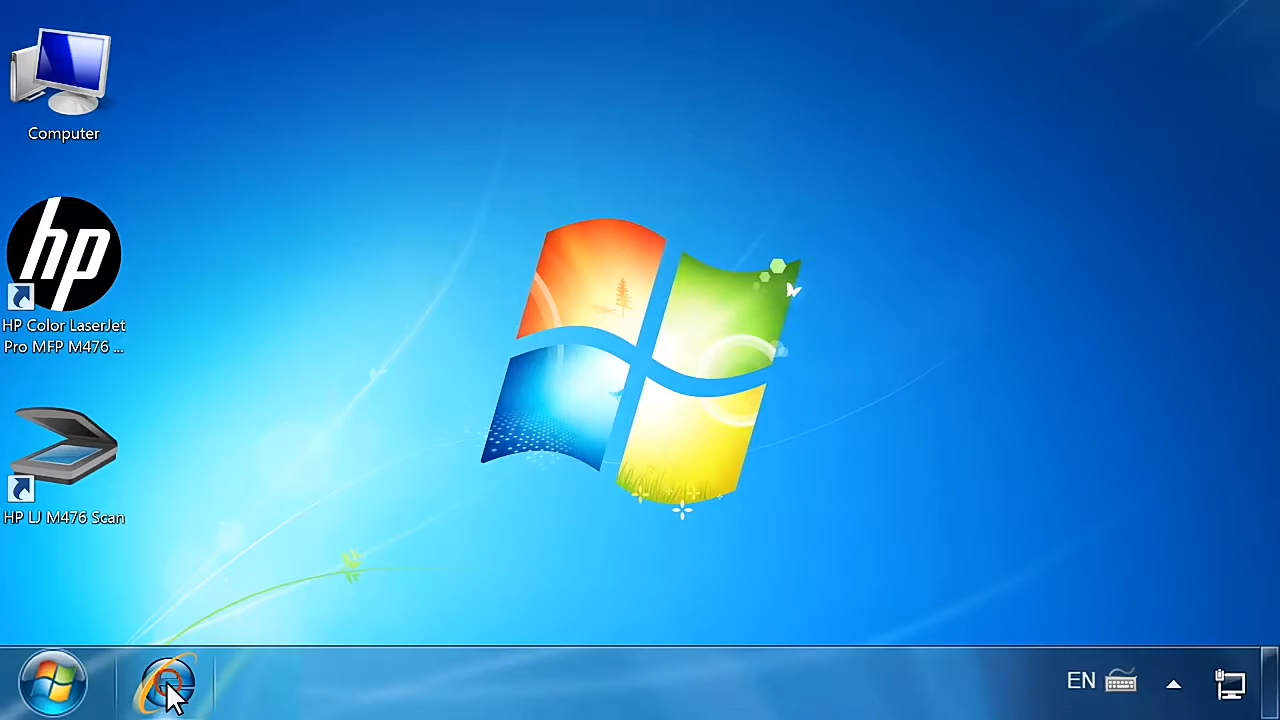 Computer
hp
HP Color LaserJet
Pro MFP M476 ...
HP LJ M476 Scan
EN